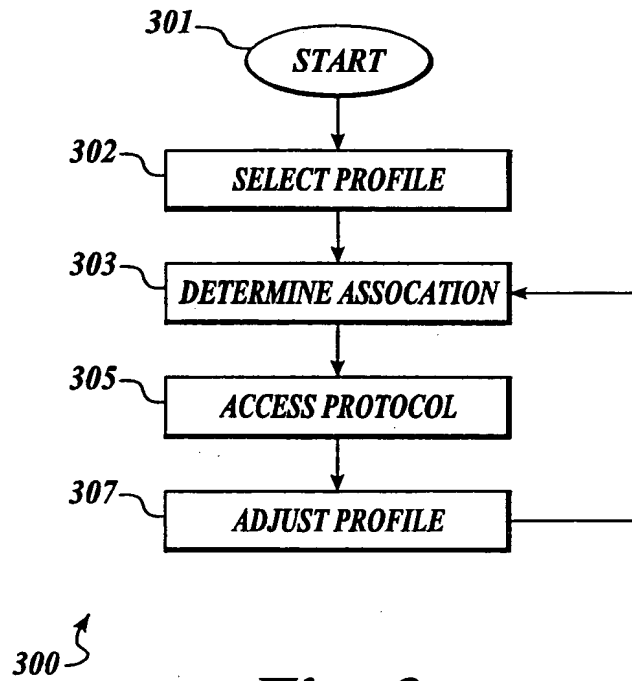 301
START
302
SELECT PROFILE
303
DETERMINE ASSOCATION
305
ACCESS PROTOCOL
307
ADJUST PROFILE
300